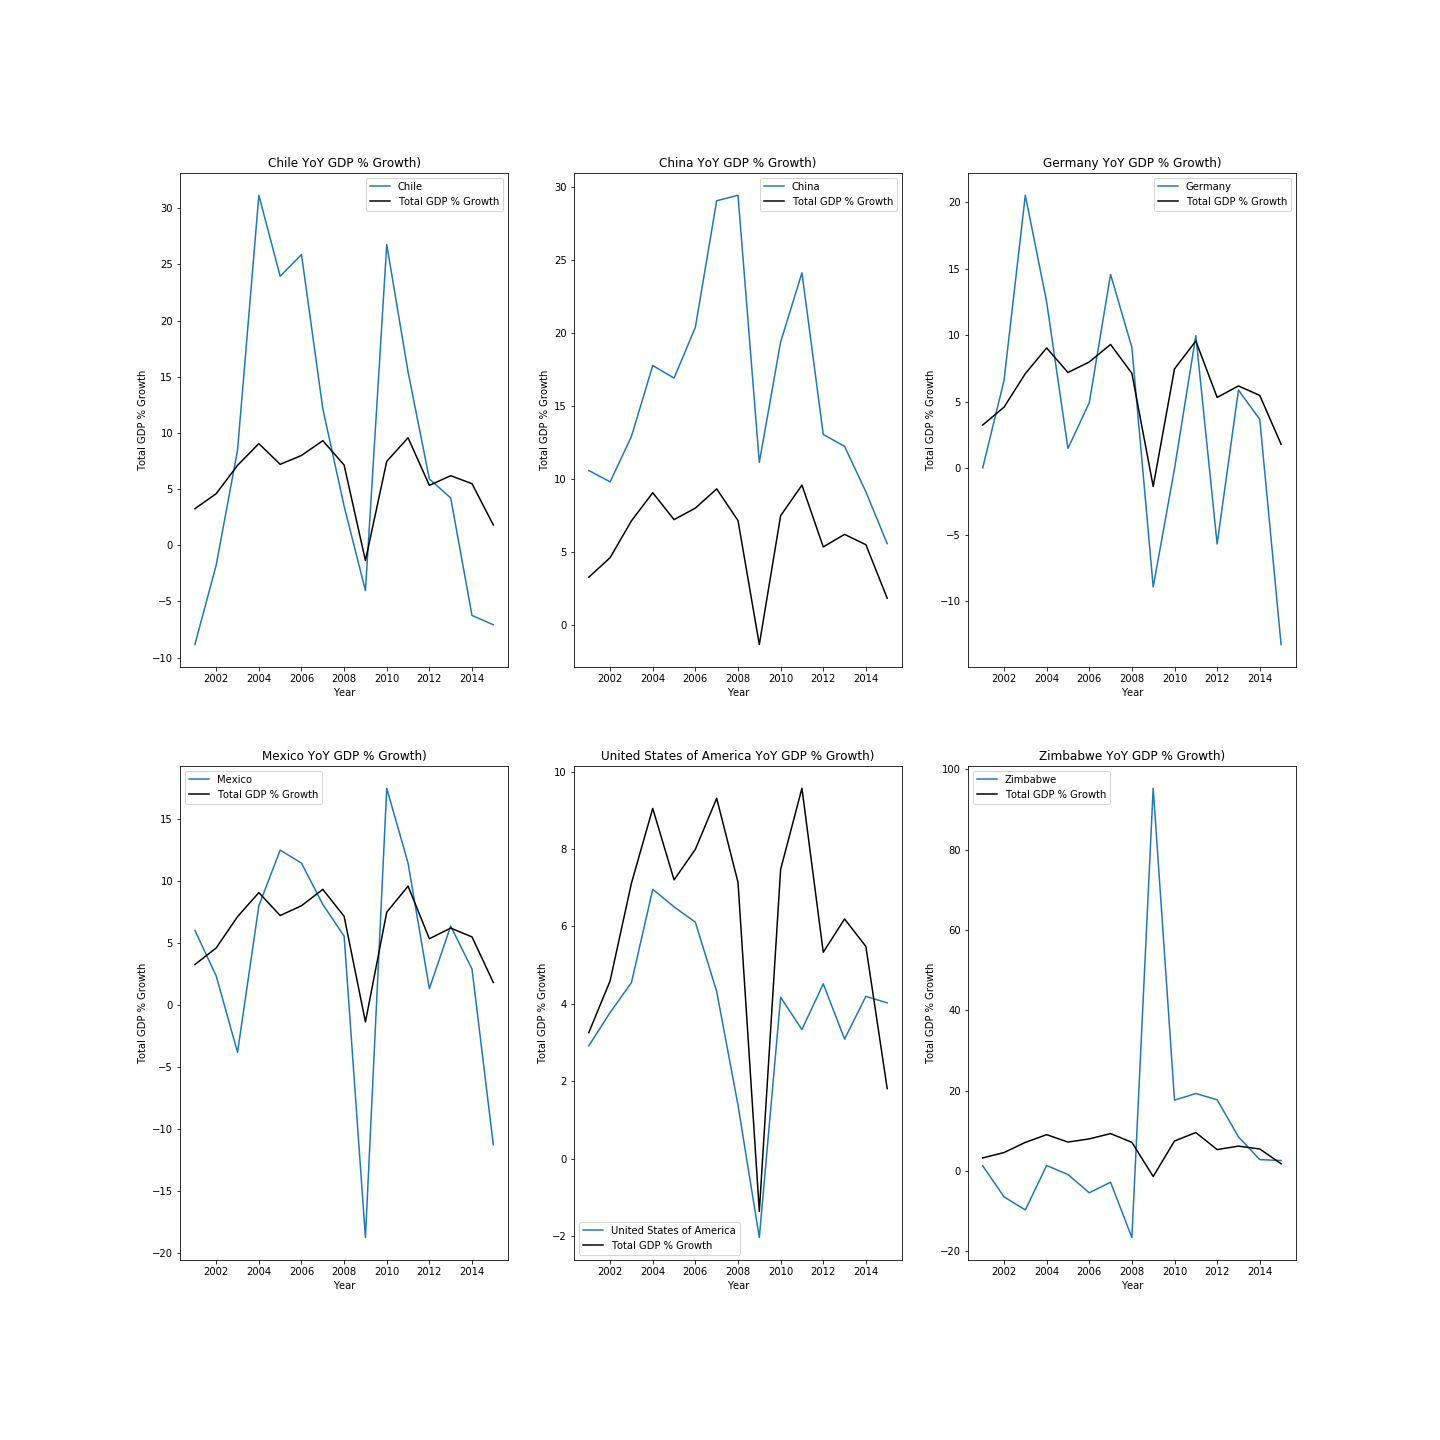 Chile YoY GDP % Growth)
Chile
Total GDP % Growth
30
25
20
15
10
5
0
−5
−10
Total GDP % Growth
2002 2004 2006 2008 2010 2012 2014
Year
China YoY GDP % Growth)
China
Total GDP % Growth
30
25
20
15
10
5
0
Total GDP % Growth
2002 2004 2006 2008 2010 2012 2014
Year
Germany YoY GDP % Growth)
Germany
Total GDP % Growth
20
15
10
5
0
−5
−10
Total GDP % Growth
2002 2004 2006 2008 2010 2012 2014
Year
Mexico YoY GDP % Growth)
Mexico
Total GDP % Growth
15
10
5
0
−5
−10
−15
−20
Total GDP % Growth
2002 2004 2006 2008 2010 2012 2014
Year
United States of America YoY GDP % Growth)
10
8
6
4
2
0
−2
Total GDP % Growth
United States of America
Total GDP % Growth
2002 2004 2006 2008 2010 2012 2014
Year
Zimbabwe YoY GDP % Growth)
Zimbabwe
Total GDP % Growth
100
80
60
40
20
0
−20
Total GDP % Growth
2002 2004 2006 2008 2010 2012 2014
Year